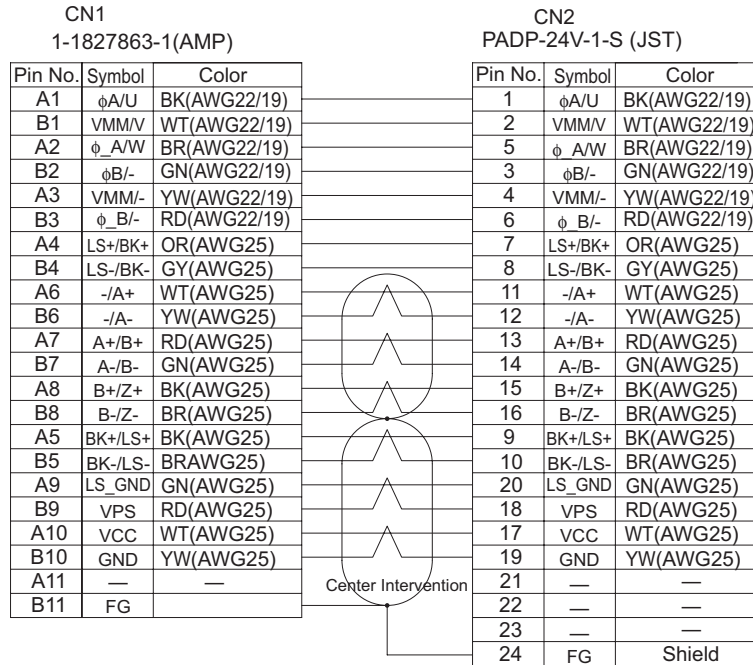 CN1
1-1827863-1(AMP)
Pin No. Symbol Color
A1 ϕA/U BK(AWG22/19)
B1 VMM/V WT(AWG22/19)
A2 ϕ_A/W BR(AWG22/19)
B2 ϕB/- GN(AWG22/19)
A3 VMM/- YW(AWG22/19)
B3 ϕ_B/- RD(AWG22/19)
A4 LS+/BK+ OR(AWG25)
B4 LS-/BK- GY(AWG25)
A6 -/A+ WT(AWG25)
B6 -/A- YW(AWG25)
A7 A+/B+ RD(AWG25)
B7 A-/B- GN(AWG25)
A8 B+/Z+ BK(AWG25)
B8 B-/Z- BR(AWG25)
A5 BK+/LS+ BK(AWG25)
B5 BK-/LS- BRAWG25)
A9 LS_GND GN(AWG25)
B9 VPS RD(AWG25)
A10 VCC WT(AWG25)
B10 GND YW(AWG25)
A11 — —
B11 FG
Center Intervention
CN2
PADP-24V-1-S (JST)
Pin No. Symbol Color
1 ϕA/U BK(AWG22/19)
2 VMM/V WT(AWG22/19)
5 ϕ_A/W BR(AWG22/19)
3 ϕB/- GN(AWG22/19)
4 VMM/- YW(AWG22/19)
6 ϕ_B/- RD(AWG22/19)
7 LS+/BK+ OR(AWG25)
8 LS-/BK- GY(AWG25)
11 -/A+ WT(AWG25)
12 -/A- YW(AWG25)
13 A+/B+ RD(AWG25)
14 A-/B- GN(AWG25)
15 B+/Z+ BK(AWG25)
16 B-/Z- BR(AWG25)
9 BK+/LS+ BK(AWG25)
10 BK-/LS- BR(AWG25)
20 LS_GND GN(AWG25)
18 VPS RD(AWG25)
17 VCC WT(AWG25)
19 GND YW(AWG25)
21 — —
22 — —
23 — —
24 FG Shield